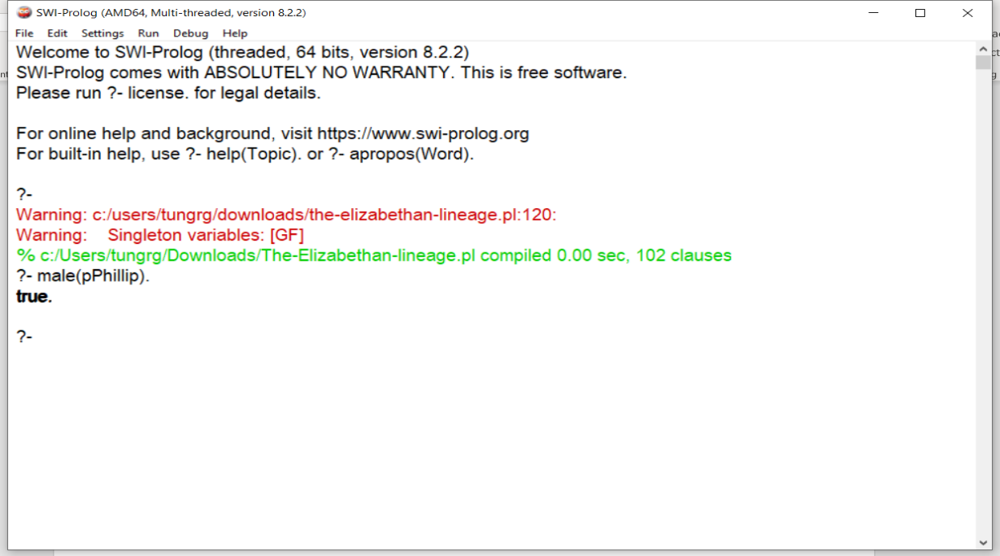 SWI-Prolog (AMD64, Multi-threaded, version 8.2.2)
File Edit Settings Run Debug Help
Welcome to SWI-Prolog (threaded, 64 bits, version 8.2.2)
SWI-Prolog comes with ABSOLUTELY NO WARRANTY. This is free software.
Please run ?- license. for legal details.
For online help and background, visit https://www.swi-prolog.org
For built-in help, use ?- help(Topic). or ?- apropos(Word).
?-
Warning: c:/users/tungrg/downloads/the-elizabethan-lineage.pl:120:
Warning:    Singleton variables: [GF]
% c:/Users/tungrg/Downloads/The-Elizabethan-lineage.pl compiled 0.00 sec, 102 clauses
?- male(pPhillip).
true.
?-